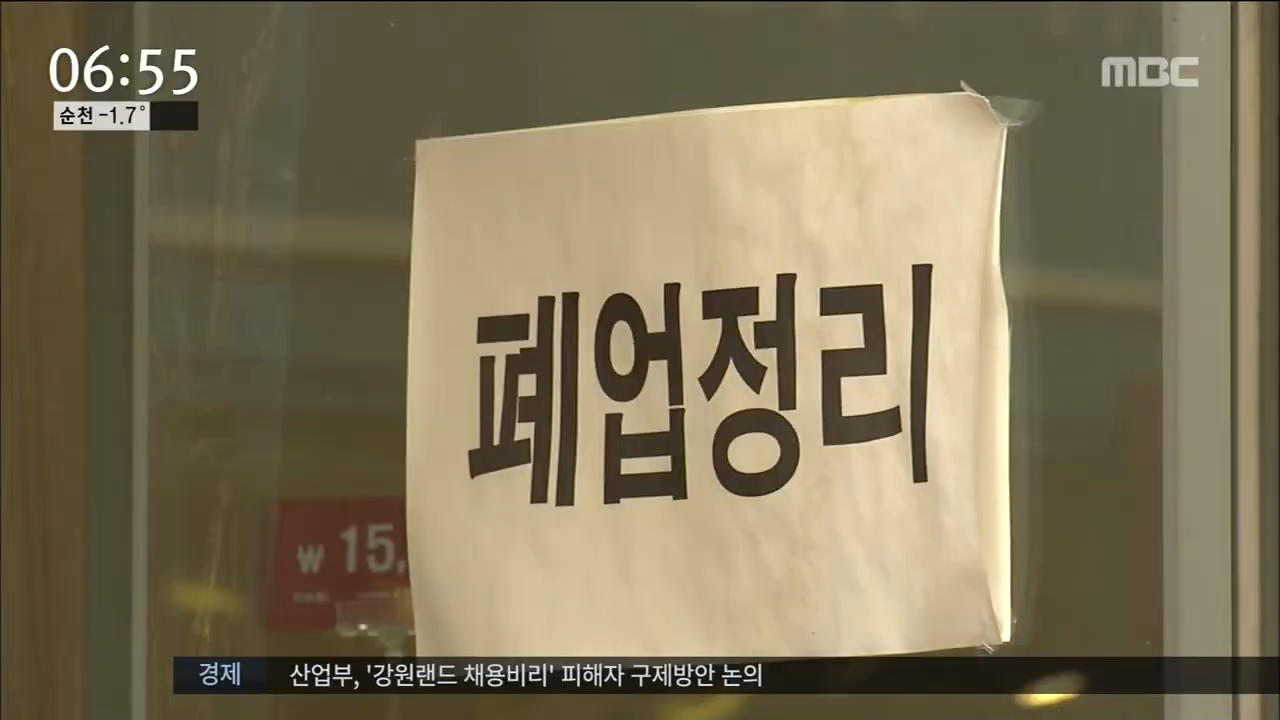 06:55
순천 -1.7°
MBC
폐업정리
₩ 15,
경제 산업부, '강원랜드 채용비리' 피해자 구제방안 논의